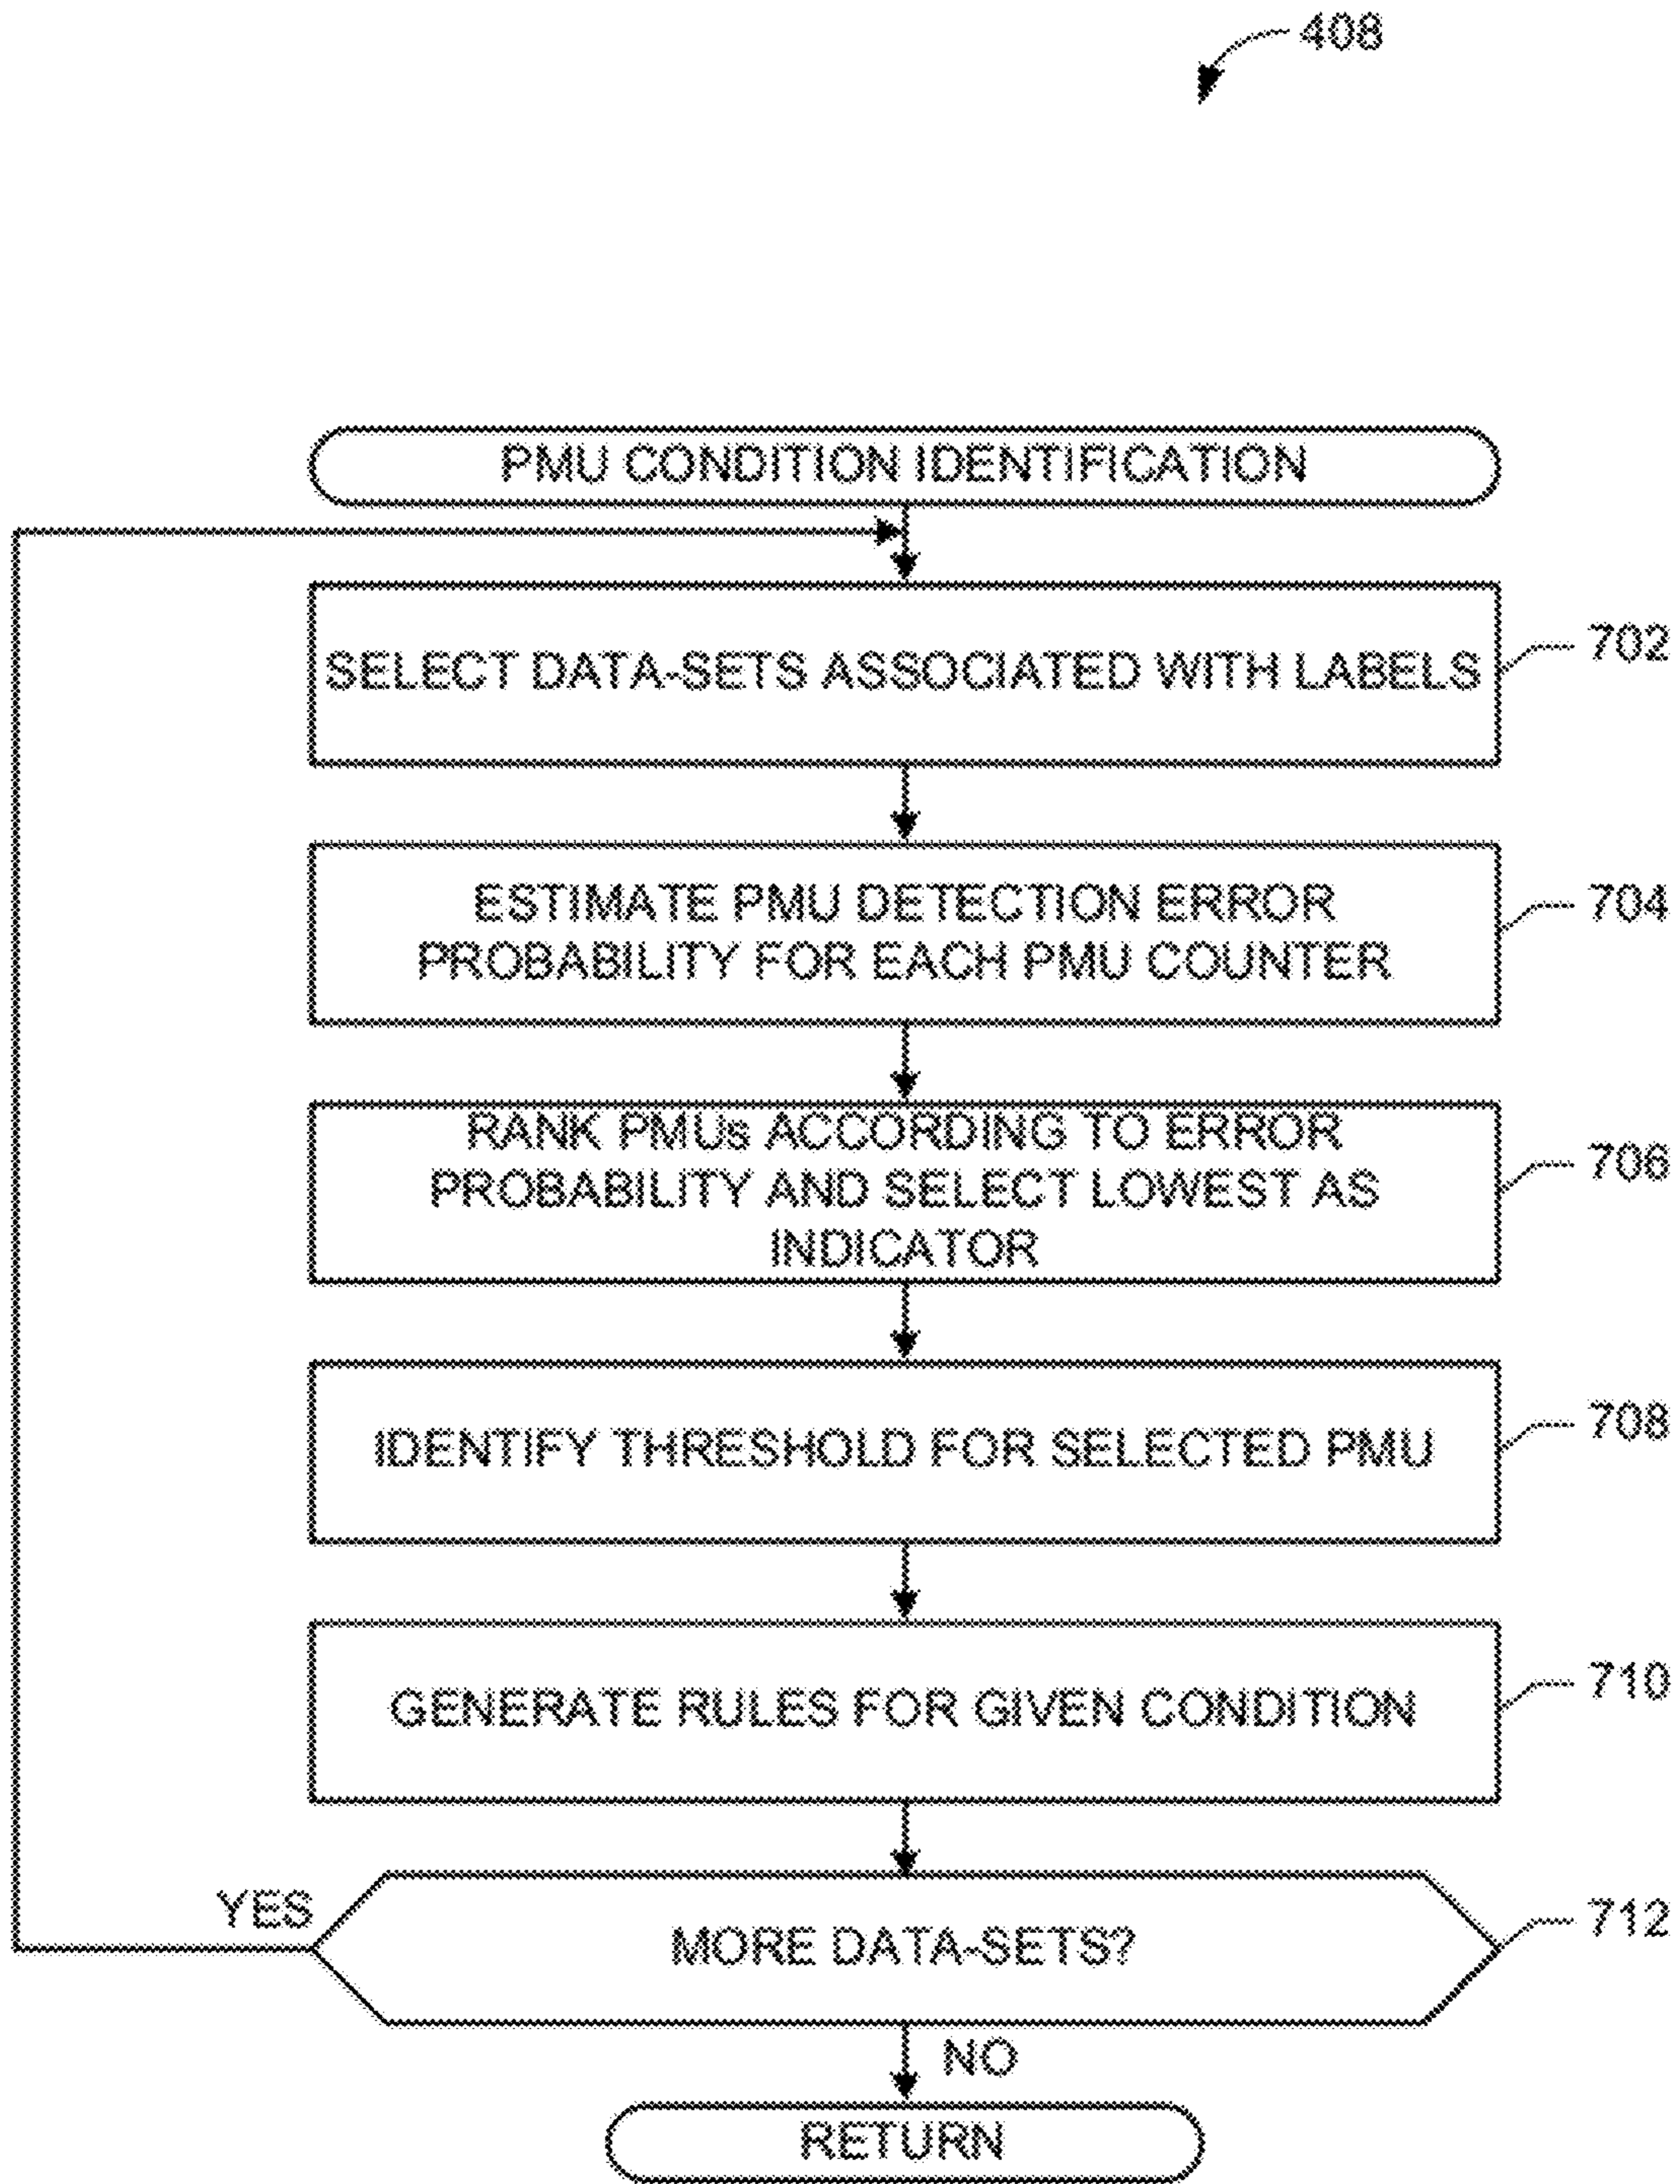 408
PMU CONDITION IDENTIFICATION
SELECT DATA-SETS ASSOCIATED WITH LABELS
702
ESTIMATE PMU DETECTION ERROR
PROBABILITY FOR EACH PMU COUNTER
704
RANK PMUs ACCORDING TO ERROR
PROBABILITY AND SELECT LOWEST AS
INDICATOR
706
IDENTIFY THRESHOLD FOR SELECTED PMU
708
GENERATE RULES FOR GIVEN CONDITION
710
YES
MORE DATA-SETS?
712
NO
RETURN